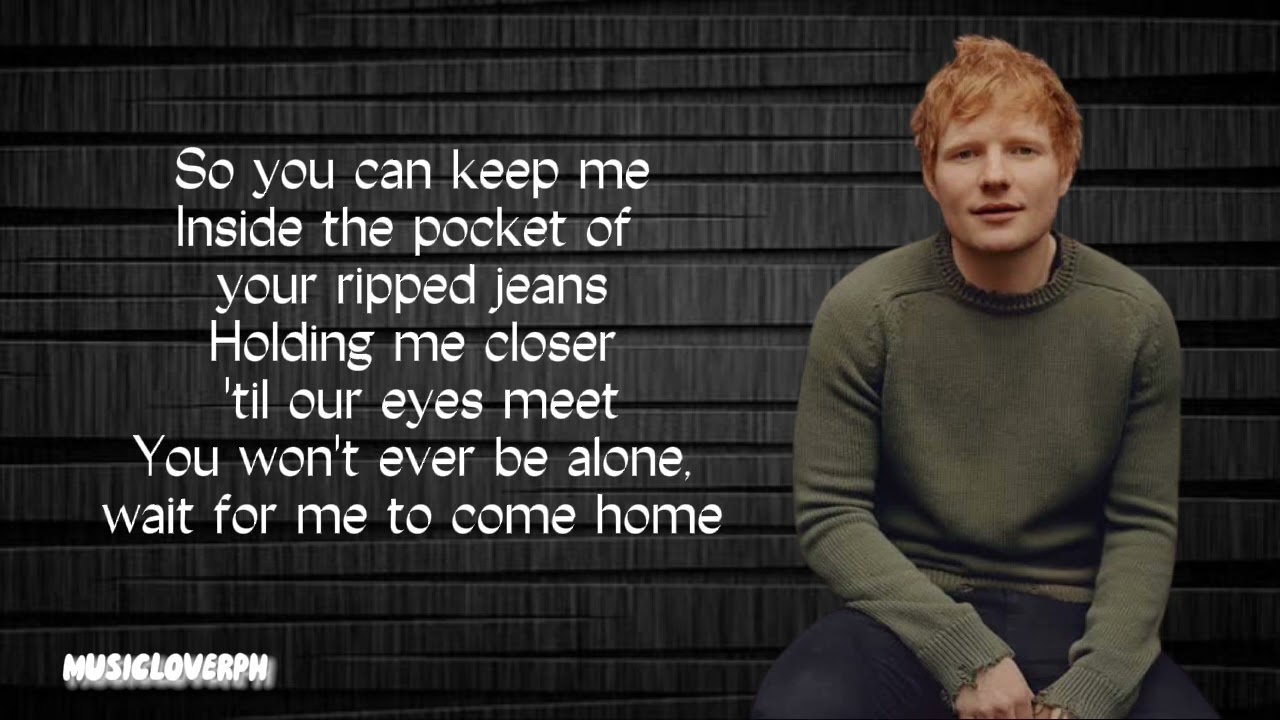 So you can keep me
Inside the pocket of
your ripped jeans
Holding me closer
'til our eyes meet
You won't ever be alone,
wait for me to come home
MUSICLOVERPH